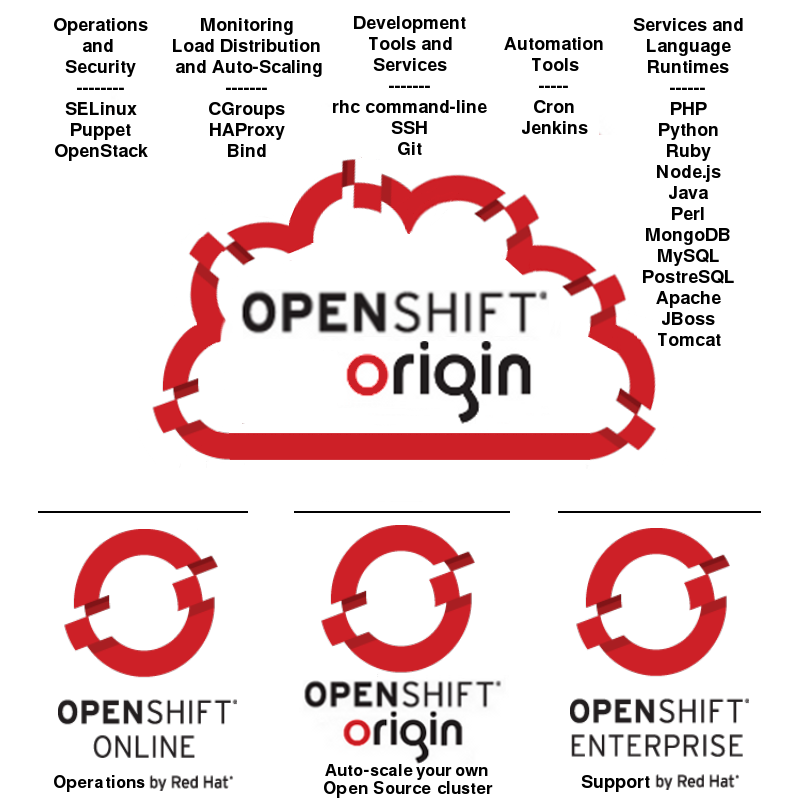 Operations
and
Security
--------
SELinux
Puppet
OpenStack
Monitoring
Load Distribution
and Auto-Scaling
-------
CGroups
HAProxy
Bind
Development
Tools and
Services
-------
rhc command-line
SSH
Git
Automation
Tools
-----
Cron
Jenkins
Services and
Language
Runtimes
------
PHP
Python
Ruby
Node.js
Java
Perl
MongoDB
MySQL
PostreSQL
Apache
JBoss
Tomcat
OPENSHIFT
origin
OPENSHIFT
ONLINE
Operations by Red Hat
OPENSHIFT
origin
Auto-scale your own
Open Source cluster
OPENSHIFT
ENTERPRISE
Support by Red Hat